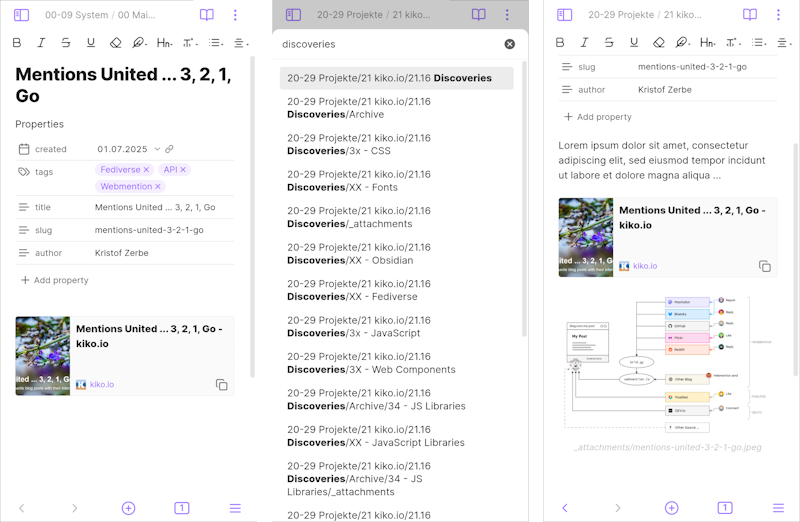 00-09 System / 00 Mai...
B I S U Hn
Mentions United ... 3, 2, 1,
Go
Properties
created 01.07.2025
tags Fediverse × API ×
Webmention ×
title Mentions United ... 3, 2, 1, Go
slug mentions-united-3-2-1-go
author Kristof Zerbe
+ Add property
Mentions United ... 3, 2, 1, Go -
kiko.io
kiko.io
1
20-29 Projekte / 21 kiko...
discoveries
20-29 Projekte/21 kiko.io/21.16 Discoveries
20-29 Projekte/21 kiko.io/21.16
Discoveries/Archive
20-29 Projekte/21 kiko.io/21.16
Discoveries/3x - CSS
20-29 Projekte/21 kiko.io/21.16
Discoveries/XX - Fonts
20-29 Projekte/21 kiko.io/21.16
Discoveries/_attachments
20-29 Projekte/21 kiko.io/21.16
Discoveries/XX - Obsidian
20-29 Projekte/21 kiko.io/21.16
Discoveries/XX - Fediverse
20-29 Projekte/21 kiko.io/21.16
Discoveries/3x - JavaScript
20-29 Projekte/21 kiko.io/21.16
Discoveries/3X - Web Components
20-29 Projekte/21 kiko.io/21.16
Discoveries/Archive/34 - JS Libraries
20-29 Projekte/21 kiko.io/21.16
Discoveries/XX - JavaScript Libraries
20-29 Projekte/21 kiko.io/21.16
Discoveries/Archive/34 - JS
Libraries/_attachments
20-29 Projekte/21 kiko.io/21.16
20-29 Projekte / 21 kiko...
B I S U Hn
slug mentions-united-3-2-1-go
author Kristof Zerbe
+ Add property
Lorem ipsum dolor sit amet, consectetur
adipiscing elit, sed eiusmod tempor incidunt
ut labore et dolore magna aliqua ...
Mentions United ... 3, 2, 1, Go -
kiko.io
kiko.io
My Post
Mastodon
Bluesky
GitHub
Reddit
Other Blog
Other Source ...
_attachments/mentions-united-3-2-1-go.jpeg
1